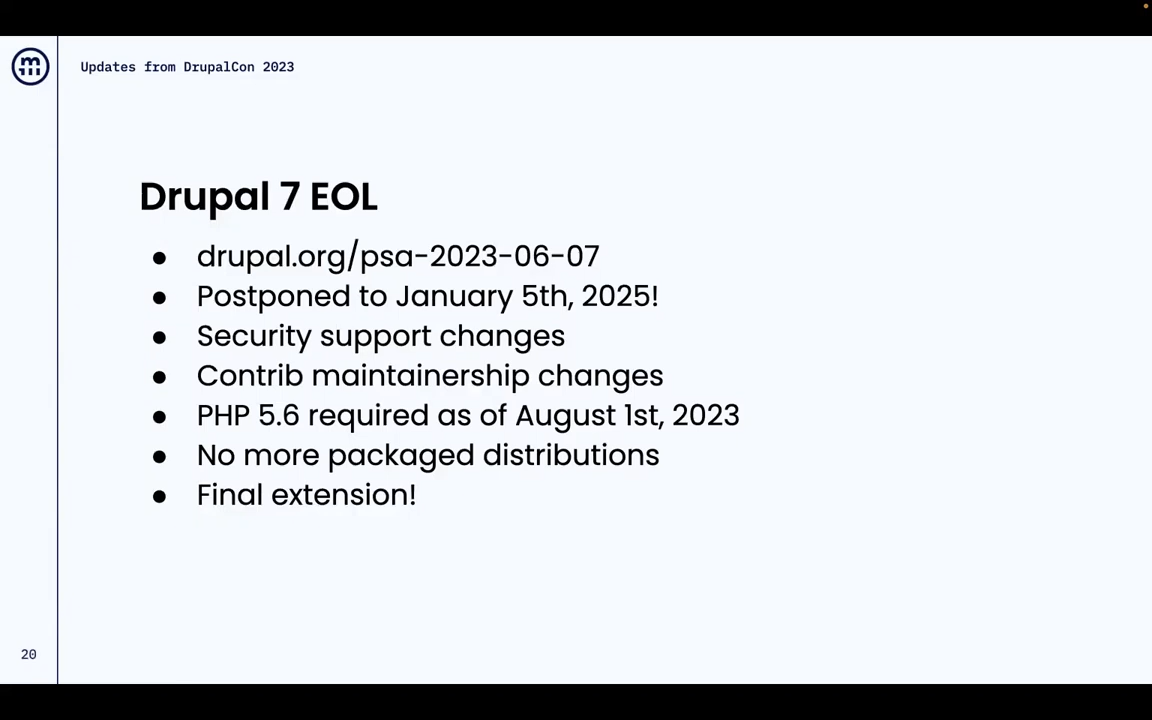 Updates from DrupalCon 2023
Drupal 7 EOL
● drupal.org/psa-2023-06-07
● Postponed to January 5th, 2025!
● Security support changes
● Contrib maintainership changes
● PHP 5.6 required as of August 1st, 2023
● No more packaged distributions
● Final extension!
20